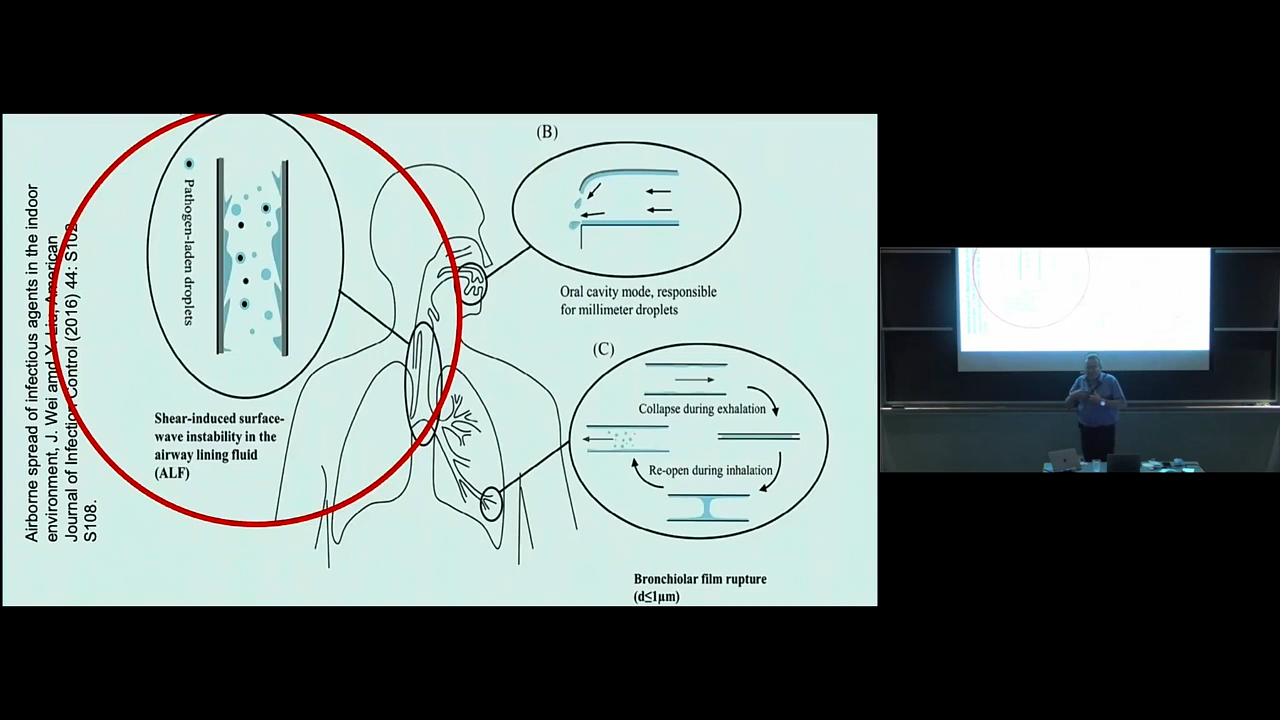 Airborne spread of infectious agents in the indoor
environment, J. Wei amd Y. Liu, American
Journal of Infection Control (2016) 44: S102
S108.
Pathogen-laden droplets
Shear-induced surface-
wave instability in the
airway lining fluid
(ALF)
(B)
Oral cavity mode, responsible
for millimeter droplets
(C)
Collapse during exhalation
Re-open during inhalation
Bronchiolar film rupture
(d≤1μm)